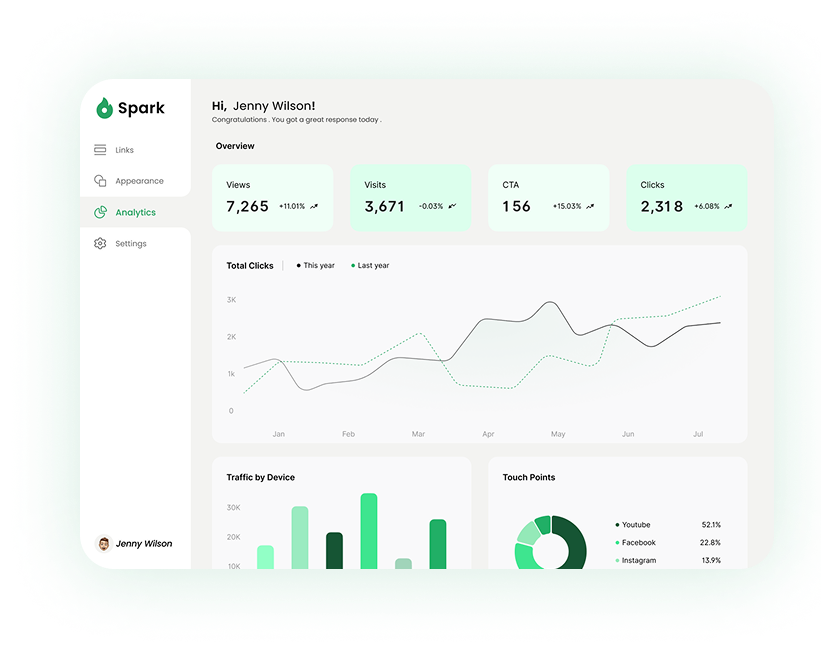 Spark
Links
Appearance
Analytics
Settings
Jenny Wilson
Hi, Jenny Wilson!
Congratulations . You got a great response today .
Overview
Views
7,265 +11.01%
Visits
3,671 -0.03%
CTA
156 +15.03%
Clicks
2,318 +6.08%
Total Clicks This year Last year
3K
2K
1k
0
Jan Feb Mar Apr May Jun Jul
Traffic by Device
30K
20K
10K
Touch Points
Youtube 52.1%
Facebook 22.8%
Instagram 13.9%